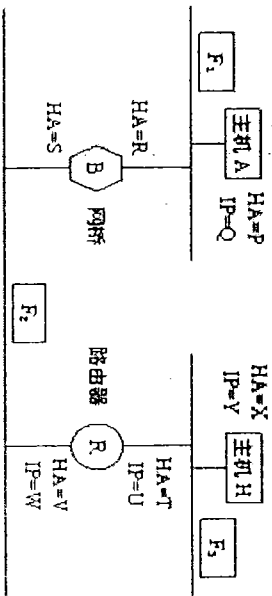 F₁
主机A
HA=P
IP=Q
HA=R
B
网桥
HA=S
F₂
HA=X
IP=Y
主机H
F₃
HA=T
IP=U
路由器
R
HA=V
IP=W